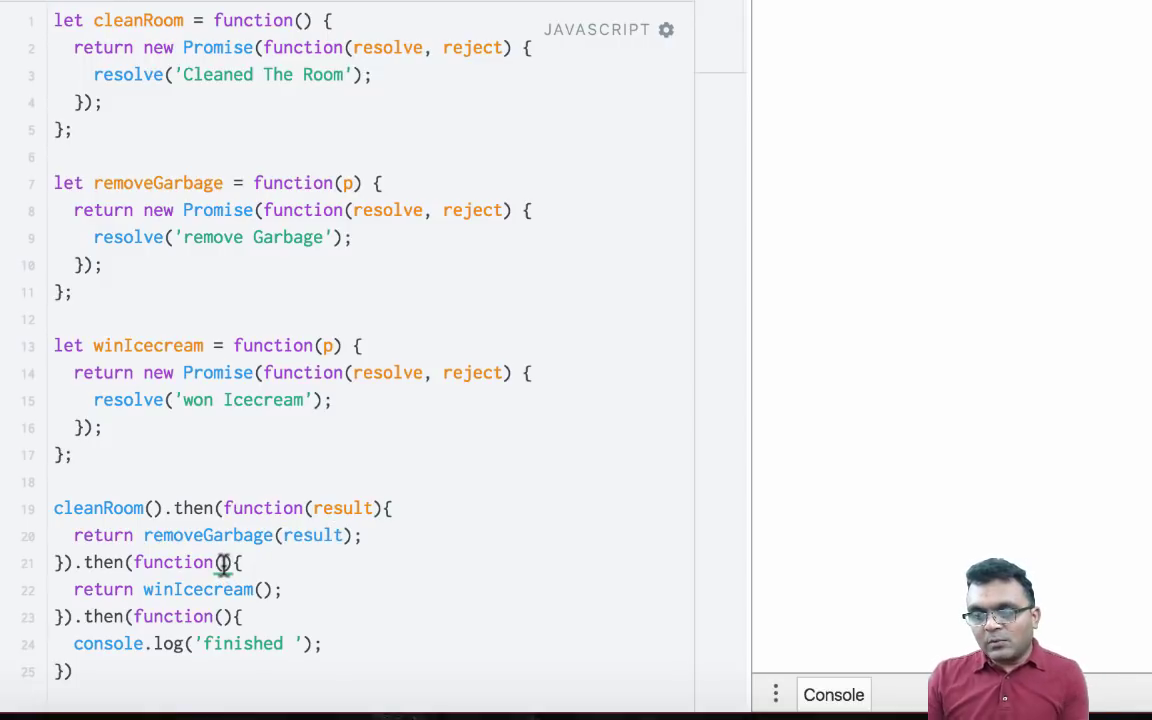 JAVASCRIPT
1 let cleanRoom = function() {
2 return new Promise(function(resolve, reject) {
3 resolve('Cleaned The Room');
4 });
5 };
6
7 let removeGarbage = function(p) {
8 return new Promise(function(resolve, reject) {
9 resolve('remove Garbage');
10 });
11 };
12
13 let winIcecream = function(p) {
14 return new Promise(function(resolve, reject) {
15 resolve('won Icecream');
16 });
17 };
18
19 cleanRoom().then(function(result){
20 return removeGarbage(result);
21 }).then(function(){
22 return winIcecream();
23 }).then(function(){
24 console.log('finished ');
25 })
Console